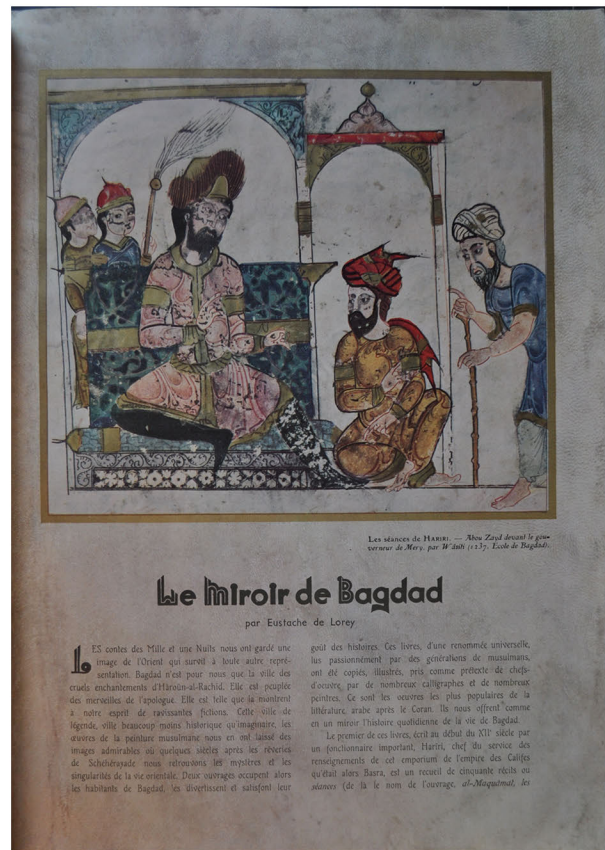 Les séances de HARIRI. — Abou Zayd devant le gou-
verneur de Merv, par Wâsiti (1237. Ecole de Bagdad).
Le Miroir de Bagdad
par Eustache de Lorey
LES contes des Mille et une Nuits nous ont gardé une
image de l'Orient qui survit à toute autre repré-
sentation. Bagdad n'est pour nous que la ville des
cruels enchantements d'Hâroûn-al-Rachid. Elle est peuplée
des merveilles de l'apologue. Elle est telle que la montrent
à notre esprit de ravissantes fictions. Cette ville de
légende, ville beaucoup moins historique qu'imaginaire, les
œuvres de la peinture musulmane nous en ont laissé des
images admirables où quelques siècles après les rêveries
de Schéhérazade nous retrouvons les mystères et les
singularités de la vie orientale. Deux ouvrages occupent alors
les habitants de Bagdad, les divertissent et satisfont leur
goût des histoires. Ces livres, d'une renommée universelle,
lus passionnément par des générations de musulmans,
ont été copiés, illustrés, pris comme prétexte de chefs-
d'œuvre, par de nombreux calligraphes et de nombreux
peintres. Ce sont les œuvres les plus populaires de la
littérature arabe après le Coran. Ils nous offrent comme
en un miroir l'histoire quotidienne de la vie de Bagdad.
Le premier de ces livres, écrit au début du XIIe siècle par
un fonctionnaire important, Hariri, chef du service des
renseignements de cet emporium de l'empire des Califes
qu'était alors Basra, est un recueil de cinquante récits ou
séances (de là le nom de l'ouvrage, al-Maqâmât, les